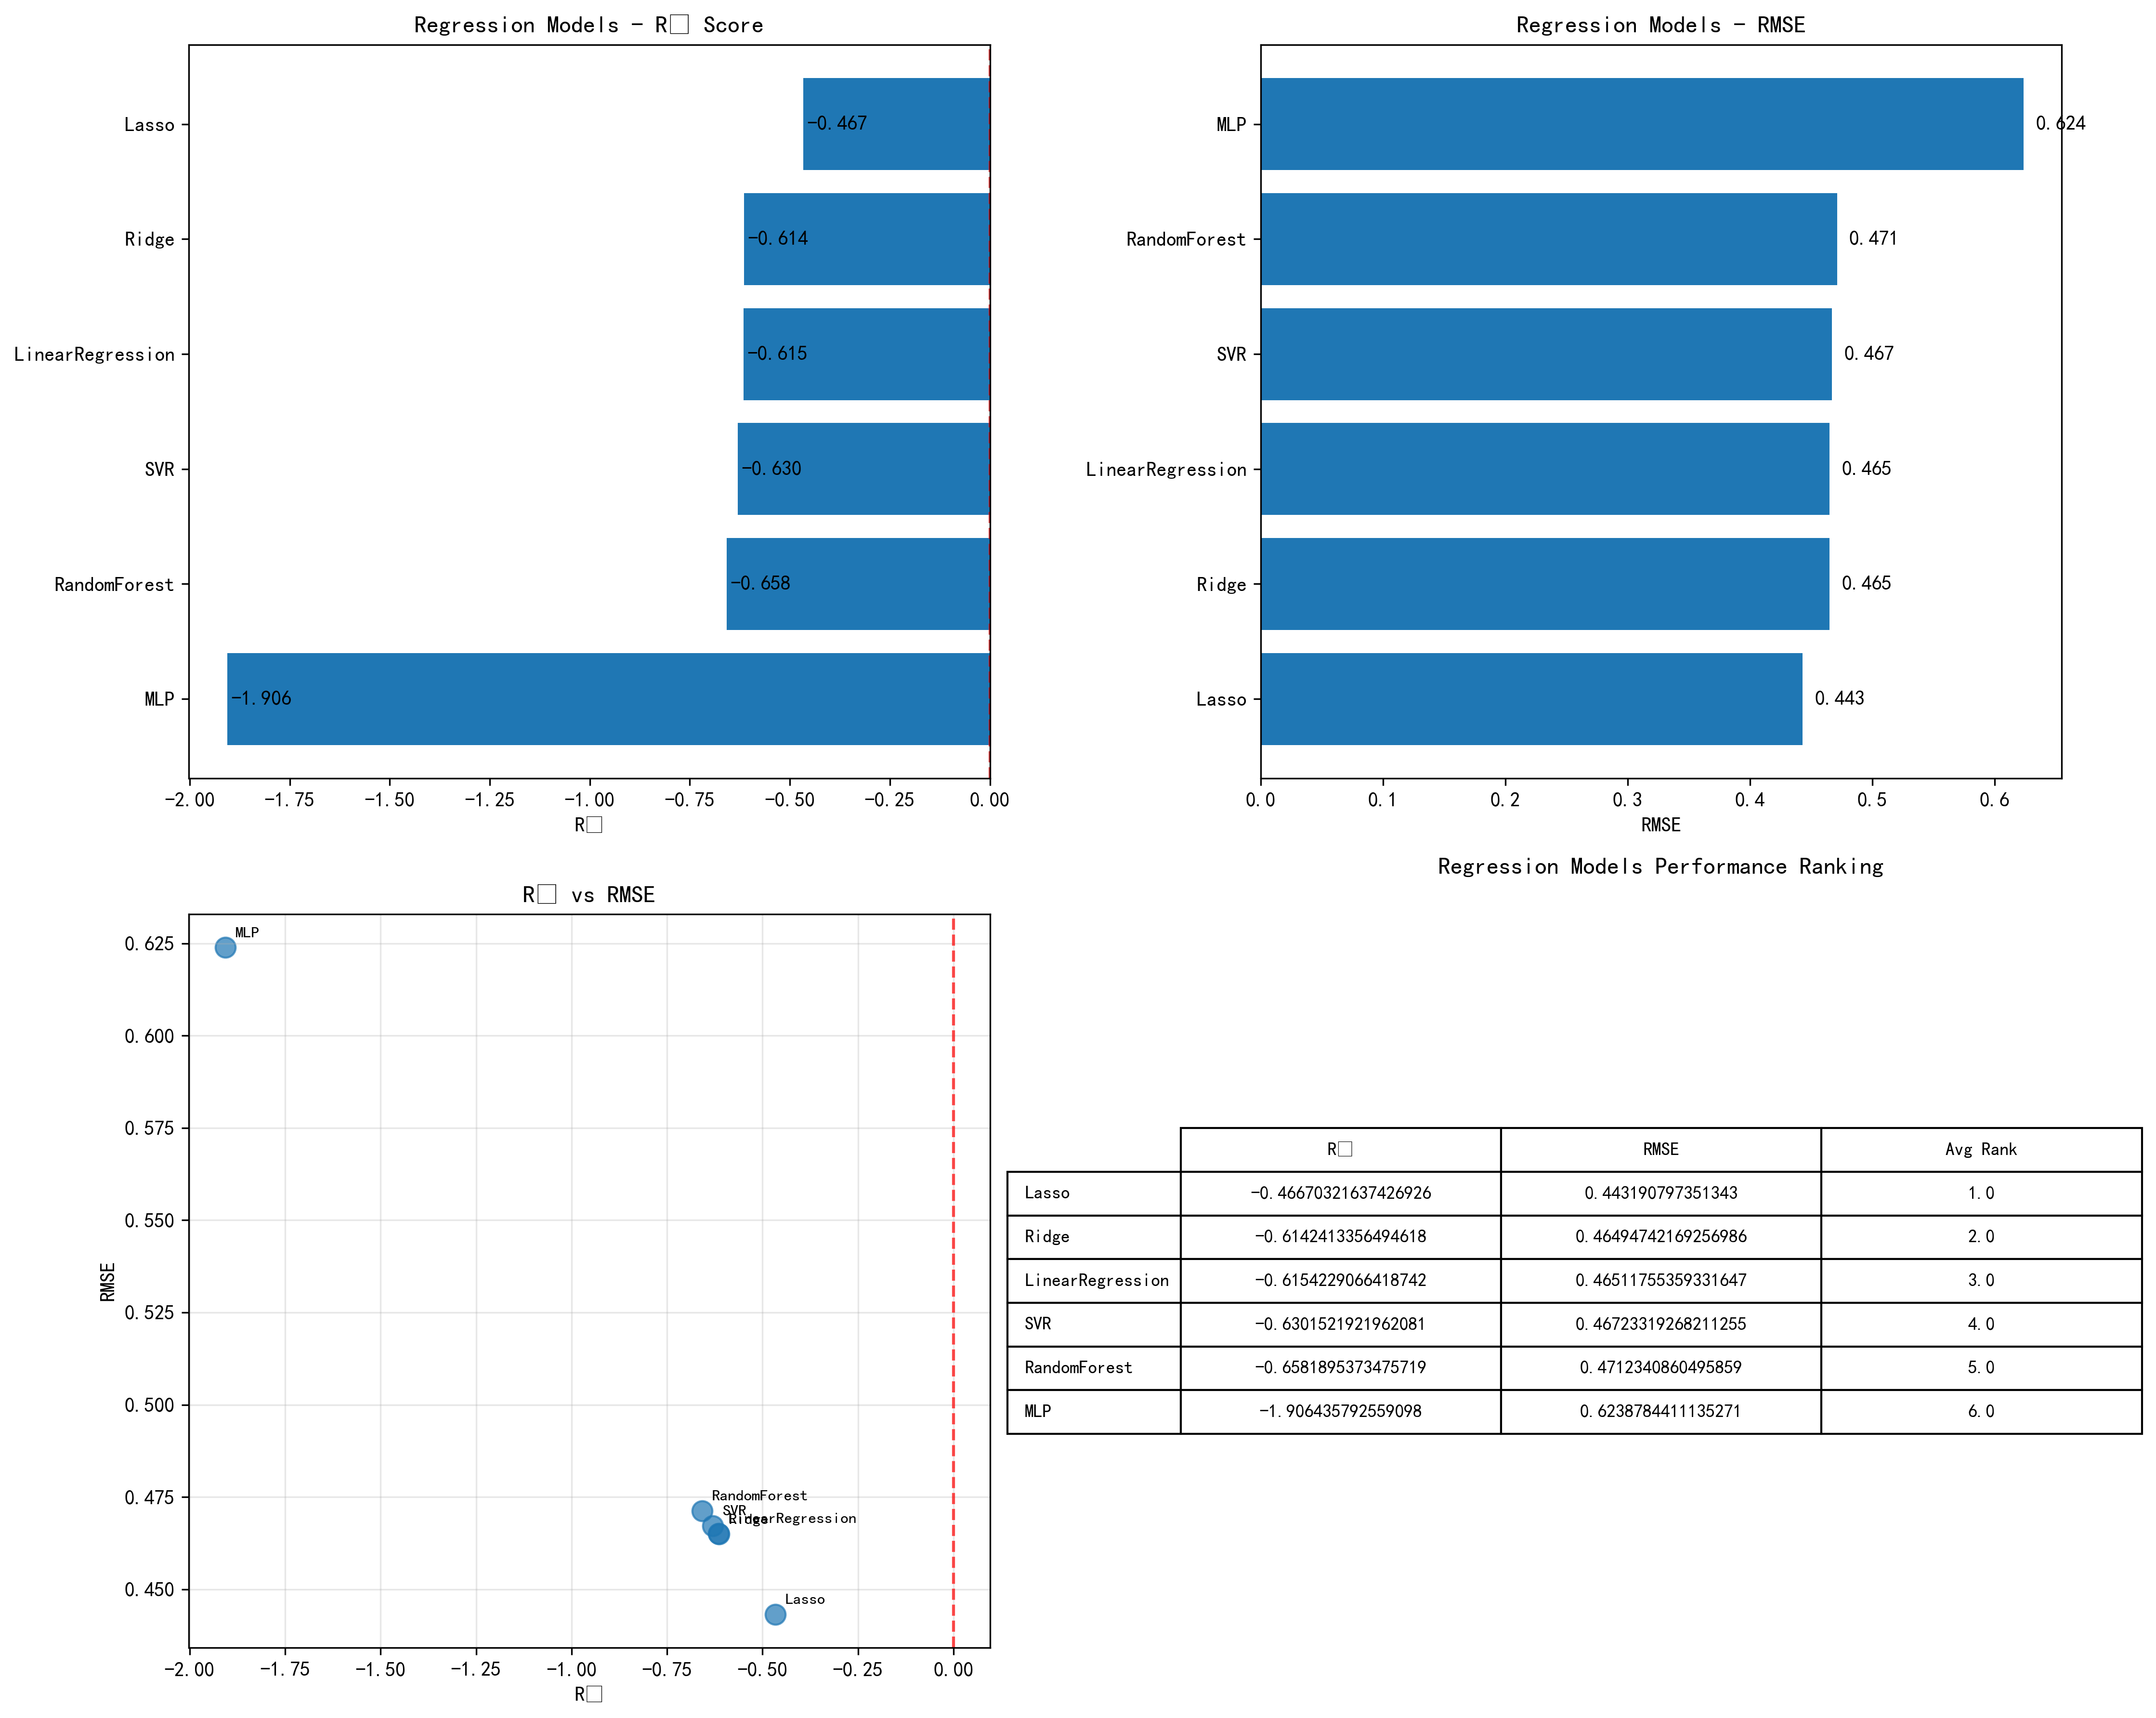 Regression Models - R□ Score
Lasso
-0.467
Ridge
-0.614
LinearRegression
-0.615
SVR
-0.630
RandomForest
-0.658
MLP
-1.906
-2.00 -1.75 -1.50 -1.25 -1.00 -0.75 -0.50 -0.25 0.00
R□
Regression Models - RMSE
MLP
0.624
RandomForest
0.471
SVR
0.467
LinearRegression
0.465
Ridge
0.465
Lasso
0.443
0.0 0.1 0.2 0.3 0.4 0.5 0.6
RMSE
R□ vs RMSE
0.625
0.600
0.575
0.550
0.525
0.500
0.475
0.450
RMSE
MLP
RandomForest
SVR
Ridge
LinearRegression
Lasso
-2.00 -1.75 -1.50 -1.25 -1.00 -0.75 -0.50 -0.25 0.00
R□
Regression Models Performance Ranking
R□ RMSE Avg Rank
Lasso -0.46670321637426926 0.443190797351343 1.0
Ridge -0.6142413356494618 0.46494742169256986 2.0
LinearRegression -0.6154229066418742 0.46511755359331647 3.0
SVR -0.6301521921962081 0.46723319268211255 4.0
RandomForest -0.6581895373475719 0.4712340860495859 5.0
MLP -1.906435792559098 0.6238784411135271 6.0